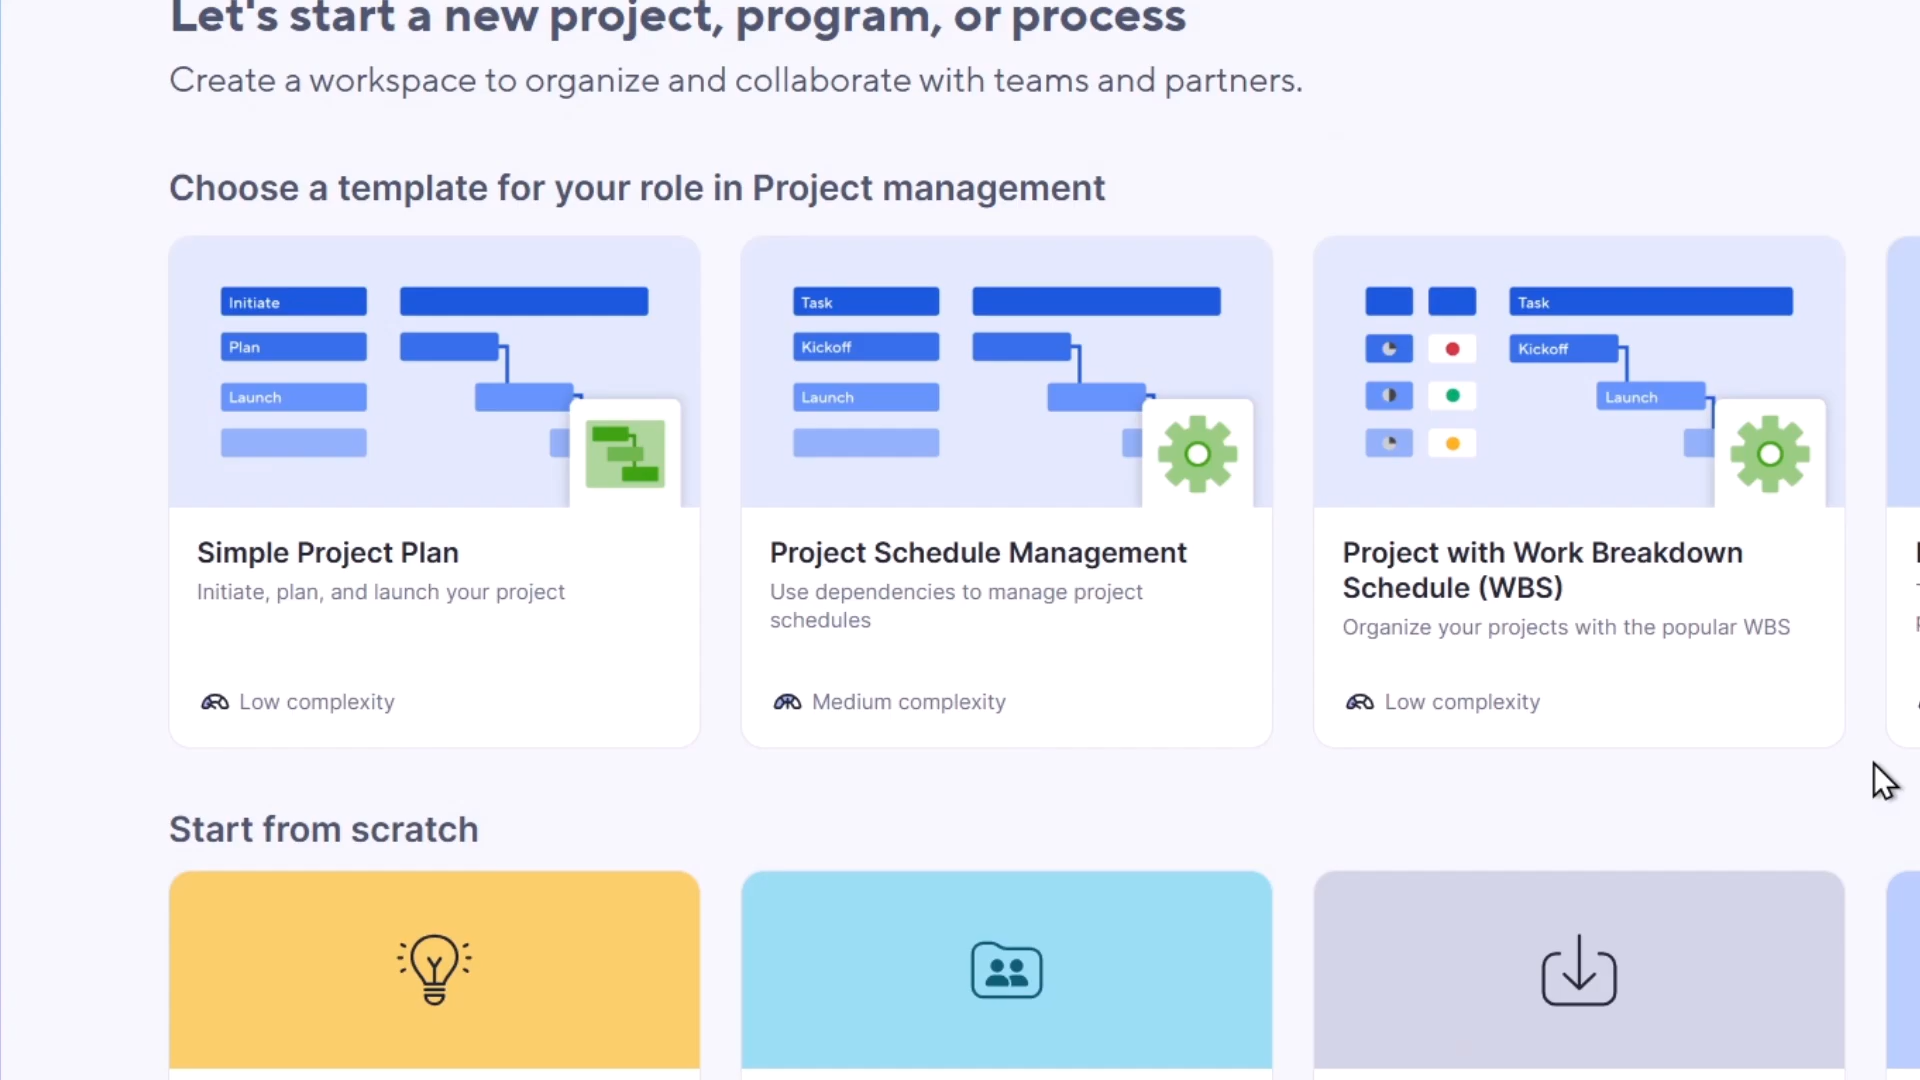 Let's start a new project, program, or process
Create a workspace to organize and collaborate with teams and partners.
Choose a template for your role in Project management
Initiate
Plan
Launch
Simple Project Plan
Initiate, plan, and launch your project
Low complexity
Task
Kickoff
Launch
Project Schedule Management
Use dependencies to manage project
schedules
Medium complexity
Task
Kickoff
Launch
Project with Work Breakdown
Schedule (WBS)
Organize your projects with the popular WBS
Low complexity
Start from scratch